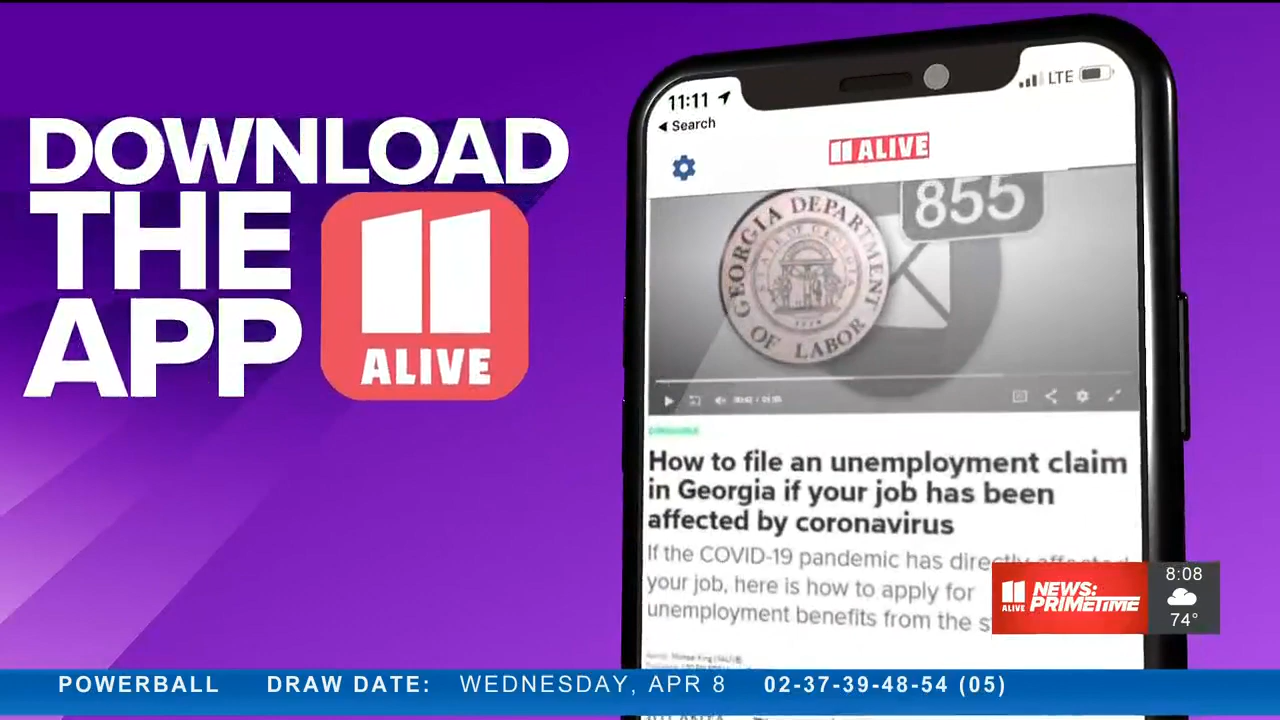 DOWNLOAD
THE
APP
11
ALIVE
11:11
LTE
Search
11 ALIVE
855
GEORGIA DEPARTMENT
OF LABOR
STATE OF GEORGIA
How to file an unemployment claim
in Georgia if your job has been
affected by coronavirus
If the COVID-19 pandemic has directly affected
your job, here is how to apply for
unemployment benefits from the
11 ALIVE
NEWS:
PRIMETIME
8:08
74°
POWERBALL DRAW DATE: WEDNESDAY, APR 8 02-37-39-48-54 (05)